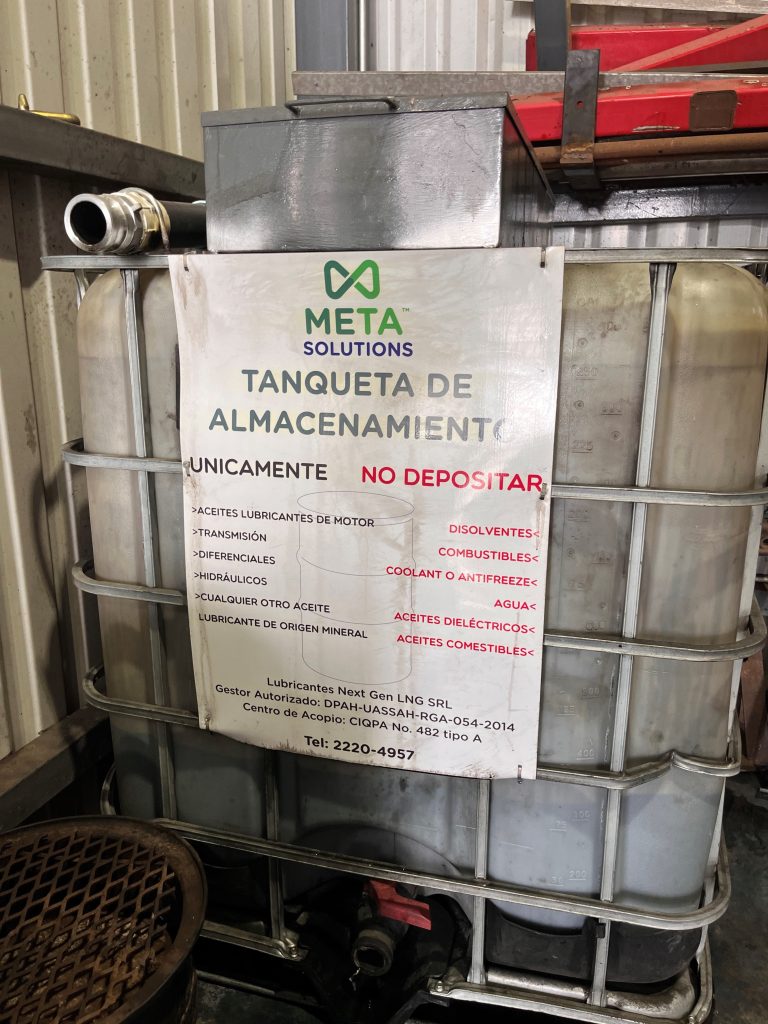 META™
SOLUTIONS
TANQUETA DE
ALMACENAMIENTO
UNICAMENTE
>ACEITES LUBRICANTES DE MOTOR
>TRANSMISIÓN
>DIFERENCIALES
>HIDRÁULICOS
>CUALQUIER OTRO ACEITE
LUBRICANTE DE ORIGEN MINERAL
NO DEPOSITAR
DISOLVENTES<
COMBUSTIBLES<
COOLANT O ANTIFREEZE<
AGUA<
ACEITES DIELÉCTRICOS<
ACEITES COMESTIBLES<
Lubricantes Next Gen LNG SRL
Gestor Autorizado: DPAH-UASSAH-RGA-054-2014
Centro de Acopio: CIQPA No. 482 tipo A
Tel: 2220-4957